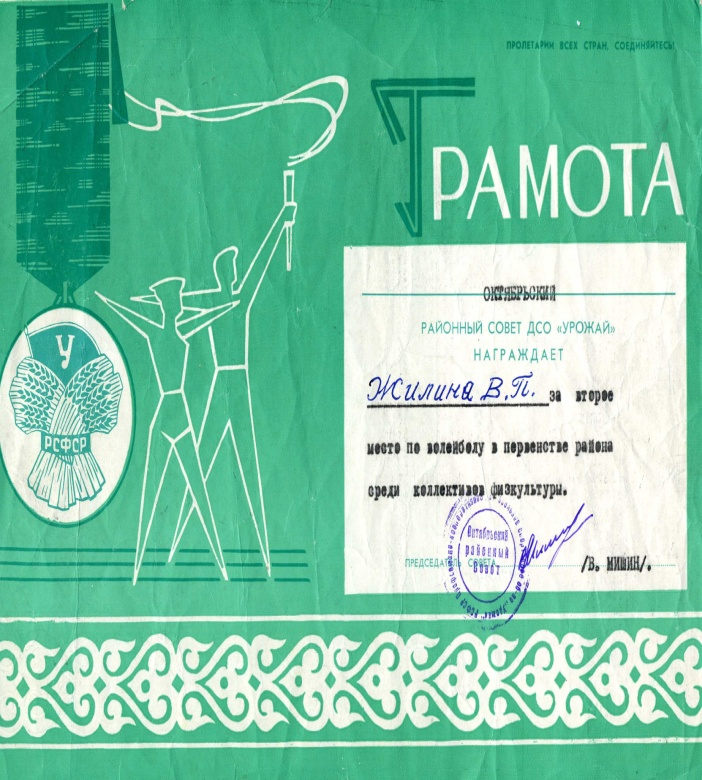 ПРОЛЕТАРИИ ВСЕХ СТРАН, СОЕДИНЯЙТЕСЬ!
ГРАМОТА
ОКТЯБРЬСКИЙ
РАЙОННЫЙ СОВЕТ ДСО «УРОЖАЙ»
НАГРАЖДАЕТ
Жилина В.П. за второе
место по волейболу в первенстве района
среди коллективов физкультуры.
ПРЕДСЕДАТЕЛЬ СОВЕТА
/В. МИШИН/.
Октябрьский
районный
Совет
У
РСФСР